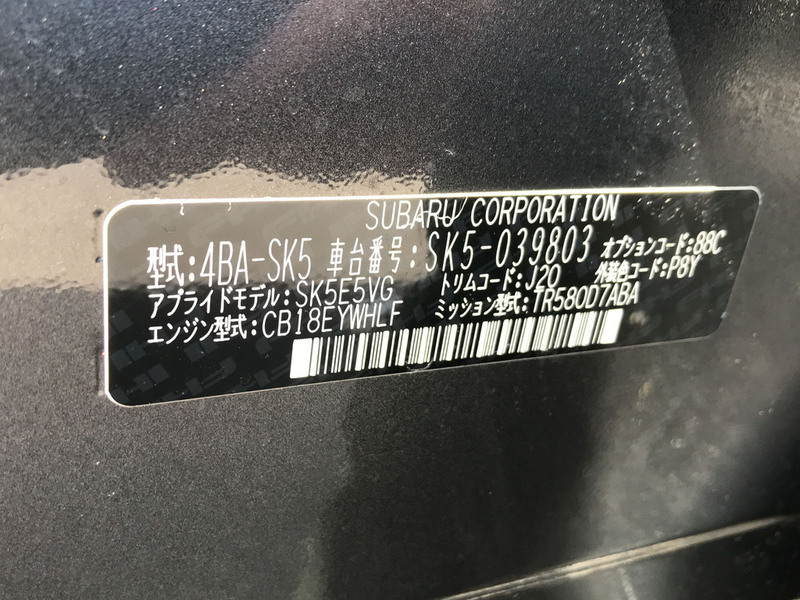 SUBARU CORPORATION
型式:4BA-SK5 車台番号:SK5-039803 オプションコード:88C
アプライドモデル:SK5E5VG トリムコード:J20 外装色コード:P8Y
エンジン型式:CB18EYWHLF ミッション型式:TR580D7ABA